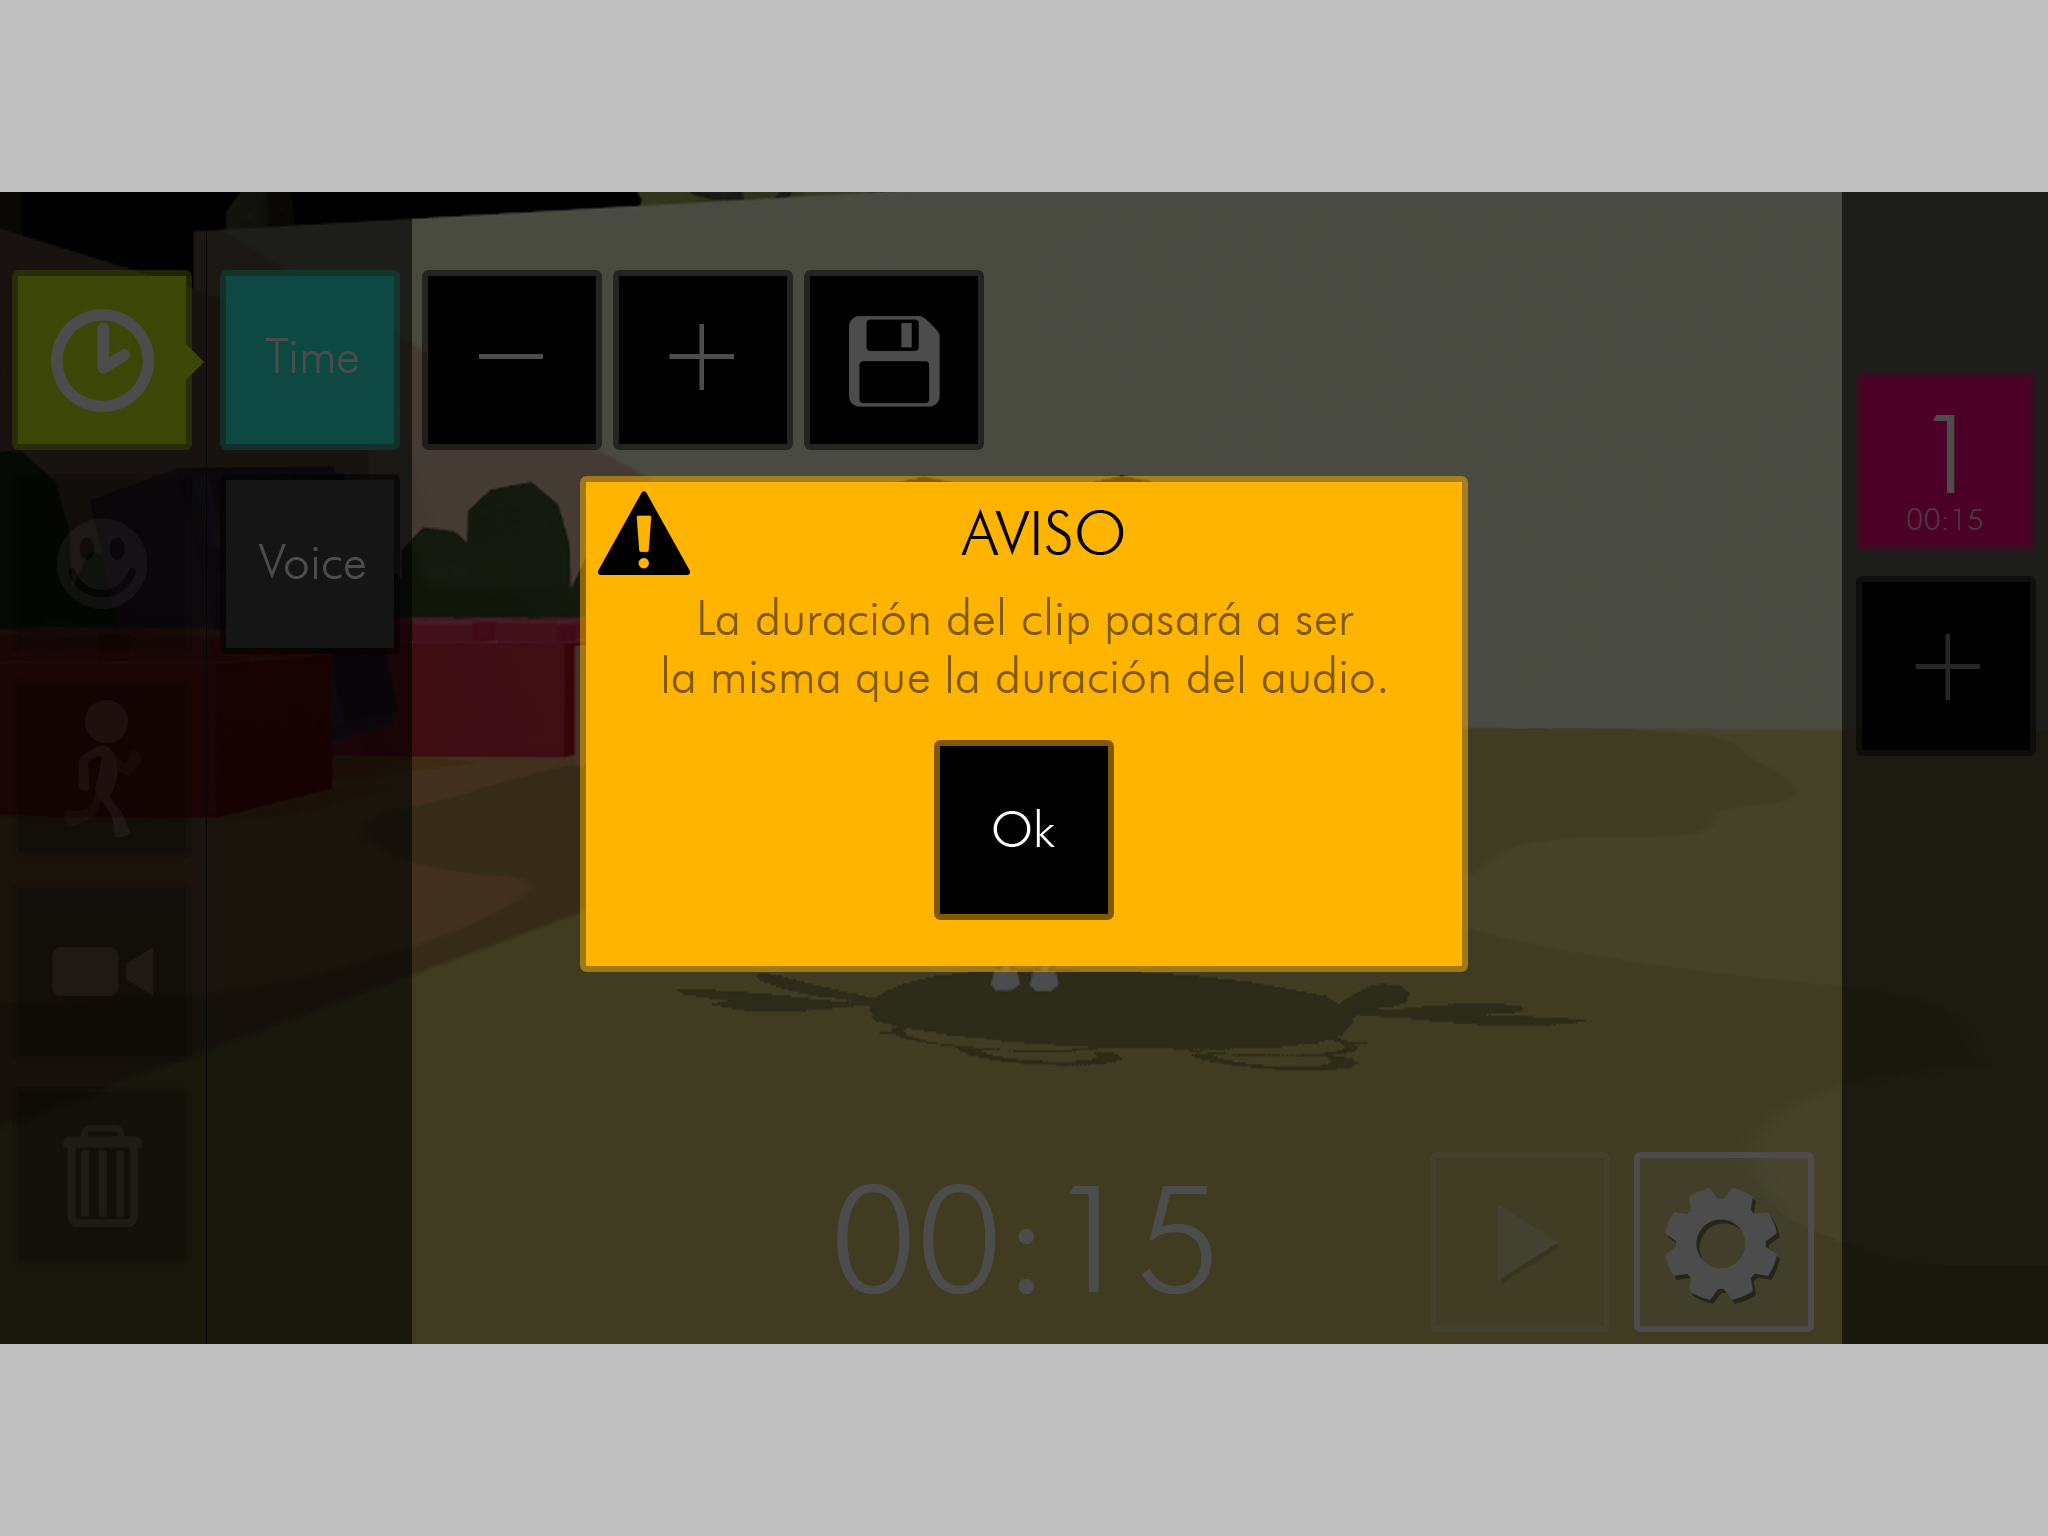 Time
Voice
1
00:15
AVISO
La duración del clip pasará a ser
la misma que la duración del audio.
Ok
00:15